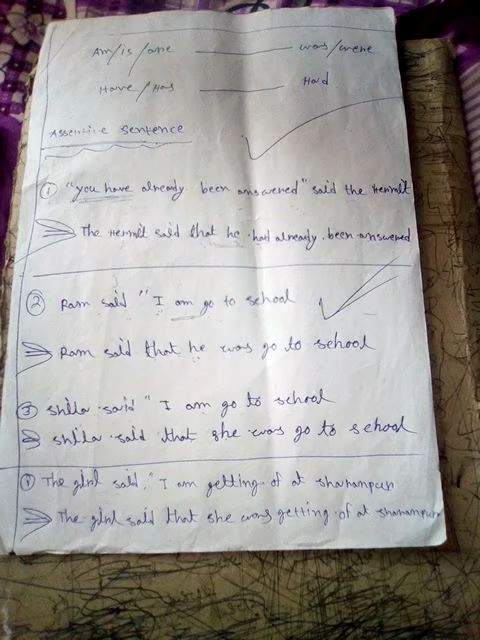 Am/is/are ——— was/were
Have/Has ——— Had
Assertive sentence
① "you have already been answered" said the Hermit
The Hermit said that he had already been answered
② Ram said "I am go to school
Ram said that he was go to school
③ Shila said " I am go to school
Shila said that she was go to school
④ The girl said " I am getting of at sharanpur
The girl said that she was getting of at sharanpur